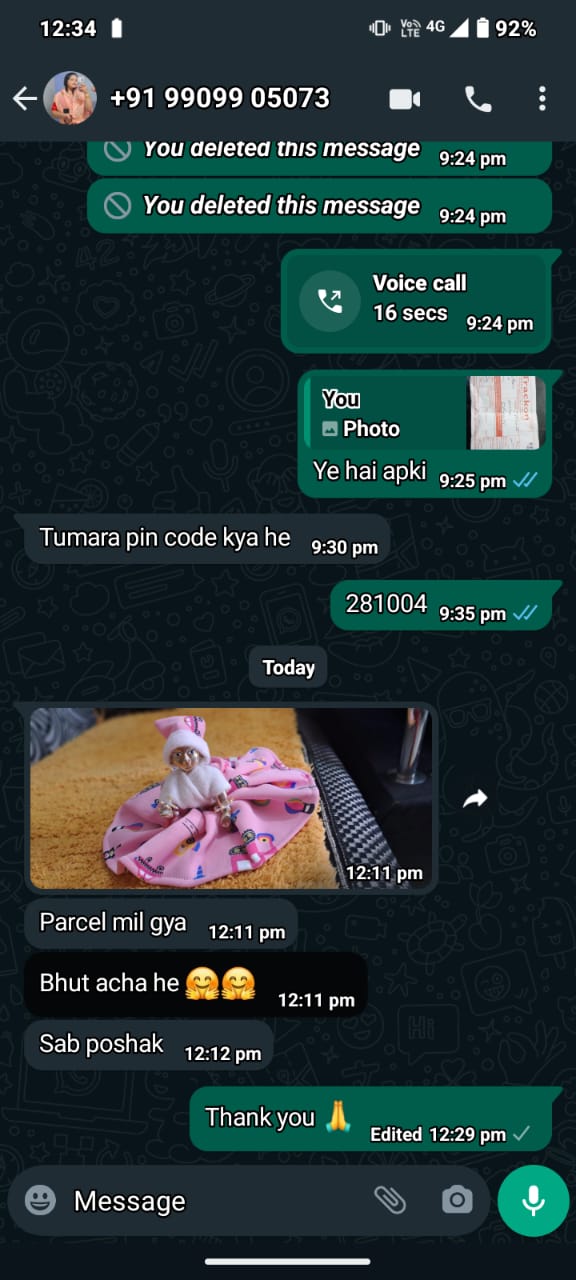 12:34
Vo LTE 4G 92%
+91 99099 05073
You deleted this message 9:24 pm
You deleted this message 9:24 pm
Voice call
16 secs 9:24 pm
You
Photo
Trackon
Ye hai apki 9:25 pm
Tumara pin code kya he 9:30 pm
281004 9:35 pm
Today
12:11 pm
Parcel mil gya 12:11 pm
Bhut acha he 🤗🤗 12:11 pm
Sab poshak 12:12 pm
Thank you 🙏 Edited 12:29 pm
Message